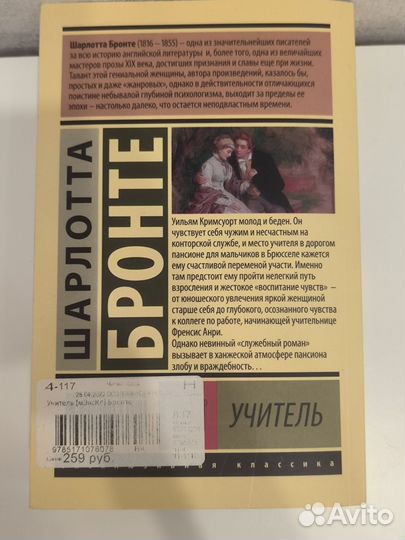 Шарлотта Бронте (1816 – 1855) – одна из значительнейших писателей
за всю историю английской литературы и, более того, одна из величайших
мастеров прозы XIX века, достигших признания и славы еще при жизни.
Талант этой гениальной женщины, автора произведений, казалось бы,
простых и даже «жанровых», однако в действительности отличающихся
поистине небывалой глубиной психологизма, выходит за пределы ее
эпохи – настолько далеко, что остается неподвластным времени.
ШАРЛОТТА
БРОНТЕ
Уильям Кримсуорт молод и беден. Он
чувствует себя чужим и несчастным на
конторской службе, и место учителя в дорогом
пансионе для мальчиков в Брюсселе кажется
ему счастливой переменой участи. Именно
там предстоит ему пройти нелегкий путь
взросления и жестокое «воспитание чувств» –
от юношеского увлечения яркой женщиной
старше себя до глубокого, осознанного чувства
к коллеге по работе, начинающей учительнице
Френсис Анри.
Однако невинный «служебный роман»
вызывает в ханжеской атмосфере пансиона
злобу и враждебность…
4-117
Н
Учитель
9785171078078
259 руб.
УЧИТЕЛЬ
классика
Avito